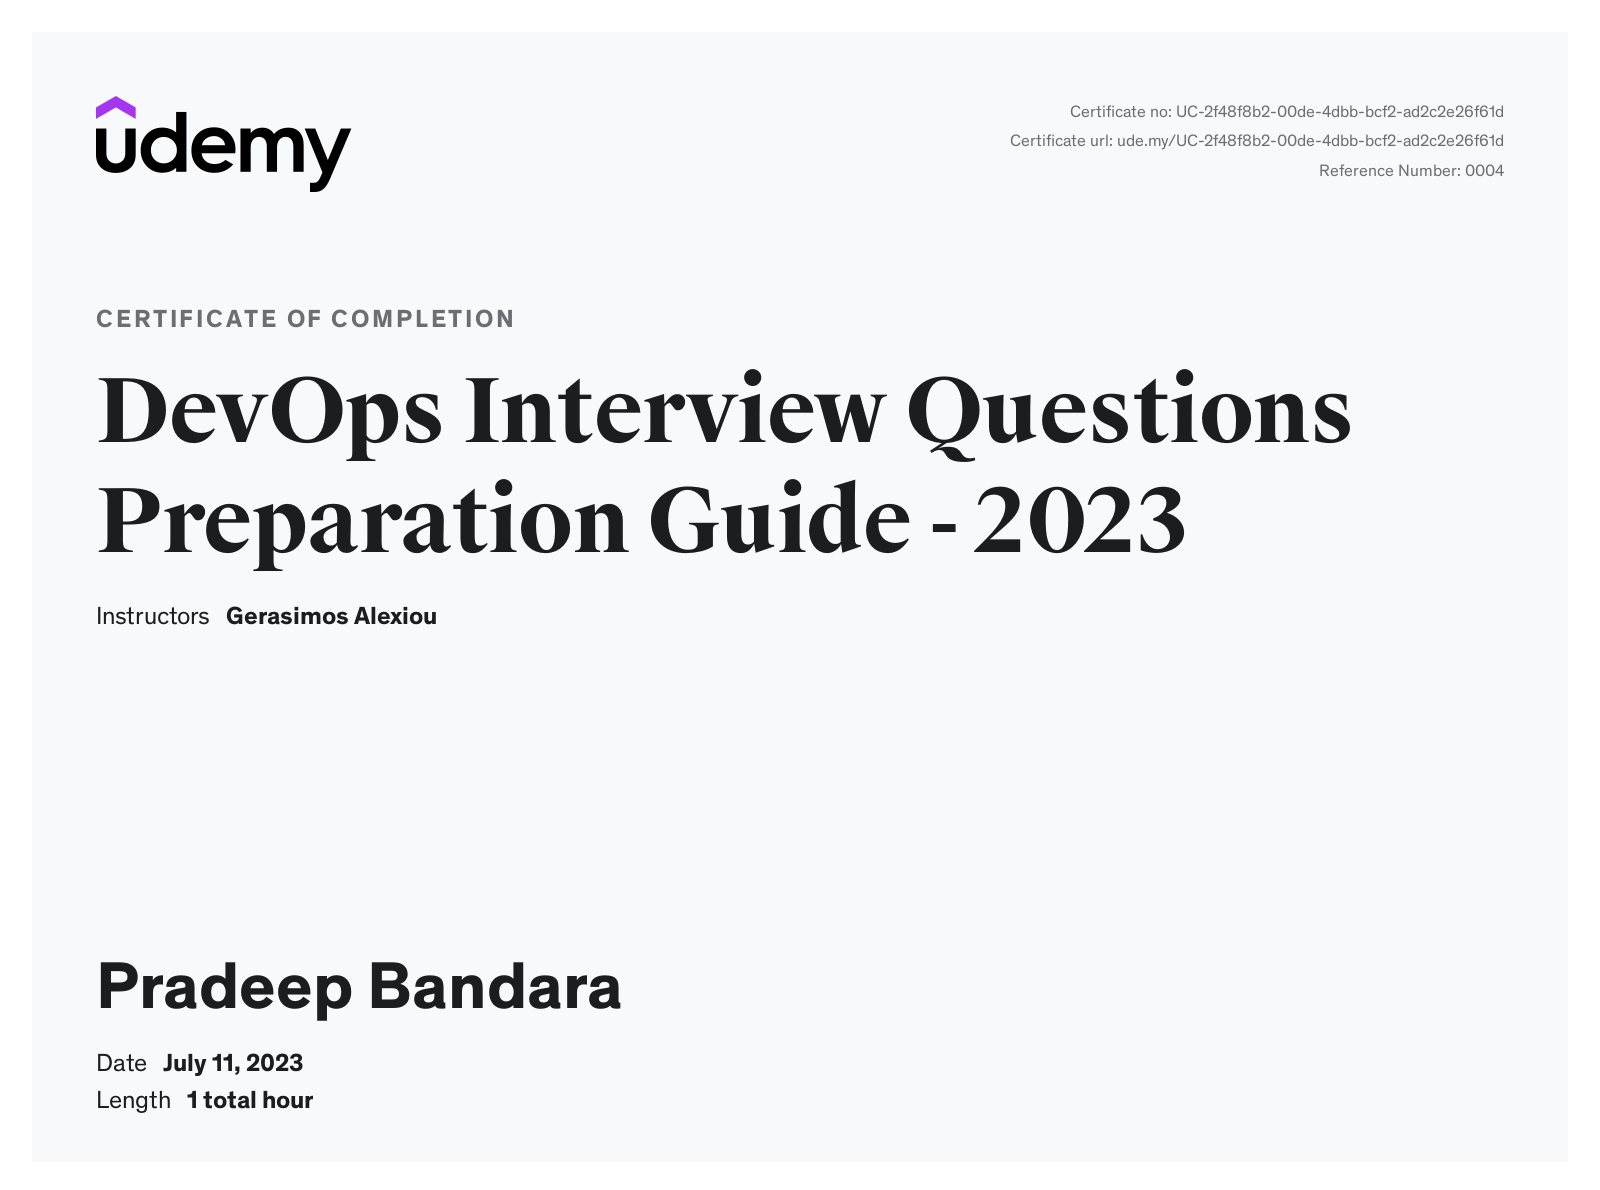 udemy
Certificate no: UC-2f48f8b2-00de-4dbb-bcf2-ad2c2e26f61d
Certificate url: ude.my/UC-2f48f8b2-00de-4dbb-bcf2-ad2c2e26f61d
Reference Number: 0004
CERTIFICATE OF COMPLETION
DevOps Interview Questions
Preparation Guide - 2023
Instructors Gerasimos Alexiou
Pradeep Bandara
Date July 11, 2023
Length 1 total hour